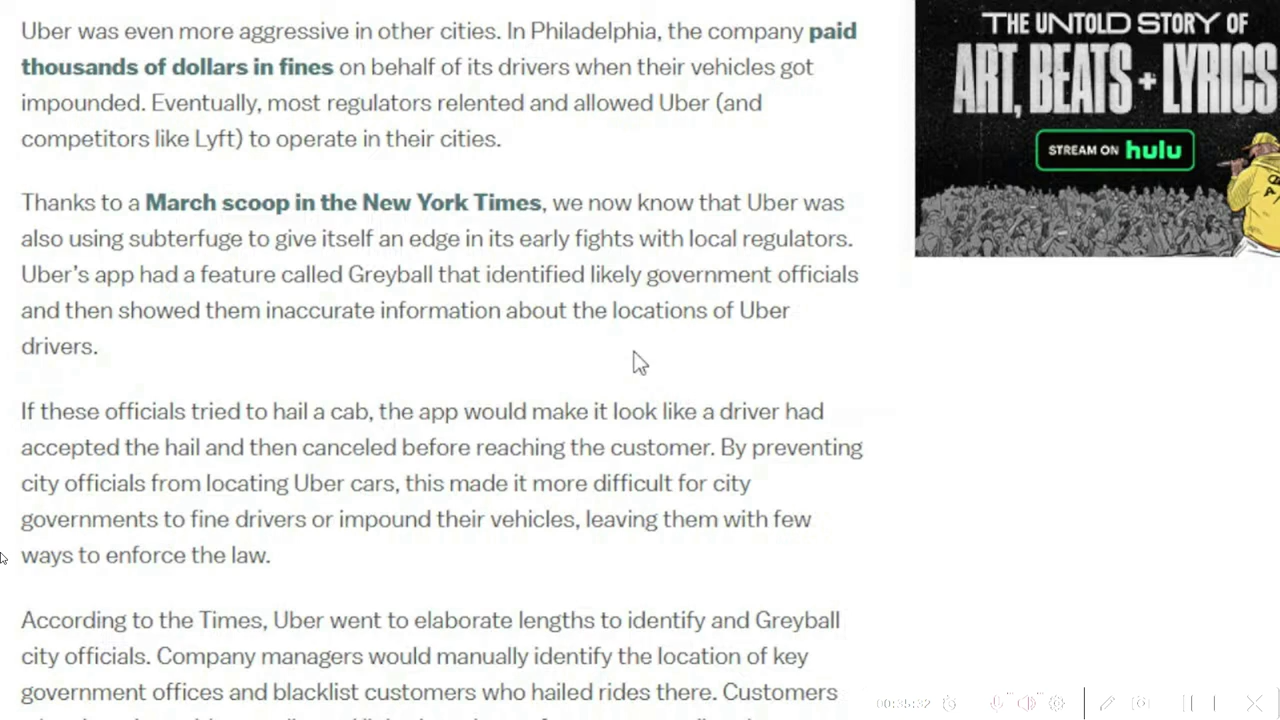 Uber was even more aggressive in other cities. In Philadelphia, the company paid
thousands of dollars in fines on behalf of its drivers when their vehicles got
impounded. Eventually, most regulators relented and allowed Uber (and
competitors like Lyft) to operate in their cities.
Thanks to a March scoop in the New York Times, we now know that Uber was
also using subterfuge to give itself an edge in its early fights with local regulators.
Uber’s app had a feature called Greyball that identified likely government officials
and then showed them inaccurate information about the locations of Uber
drivers.
If these officials tried to hail a cab, the app would make it look like a driver had
accepted the hail and then canceled before reaching the customer. By preventing
city officials from locating Uber cars, this made it more difficult for city
governments to fine drivers or impound their vehicles, leaving them with few
ways to enforce the law.
According to the Times, Uber went to elaborate lengths to identify and Greyball
city officials. Company managers would manually identify the location of key
government offices and blacklist customers who hailed rides there. Customers
THE UNTOLD STORY OF
ART, BEATS + LYRICS
STREAM ON hulu
00:35:32